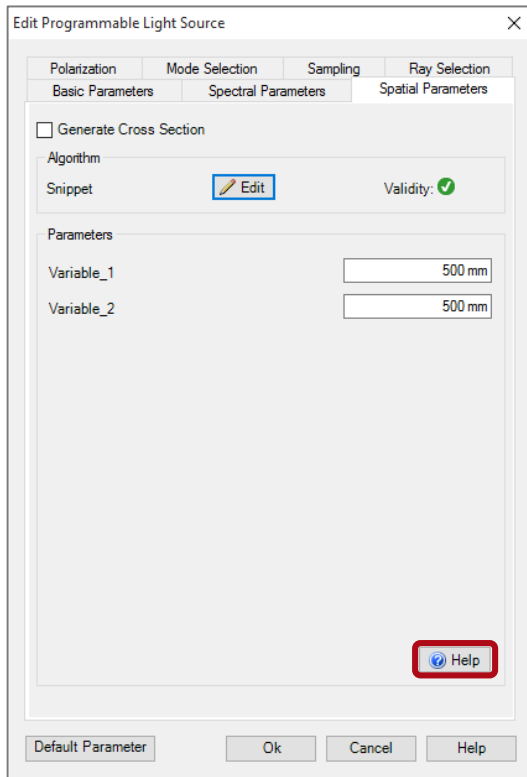 Edit Programmable Light Source
Polarization Mode Selection Sampling Ray Selection
Basic Parameters Spectral Parameters Spatial Parameters
Generate Cross Section
Algorithm
Snippet Edit Validity:
Parameters
Variable_1 500 mm
Variable_2 500 mm
Help
Default Parameter Ok Cancel Help